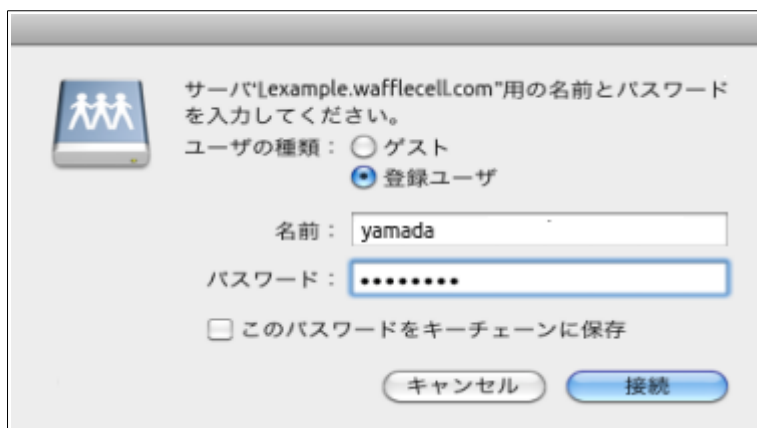 サーバ“example.wafflecell.com”用の名前とパスワード
を入力してください。
ユーザの種類： ゲスト
登録ユーザ
名前： yamada
パスワード： ••••••••
このパスワードをキーチェーンに保存
キャンセル 接続